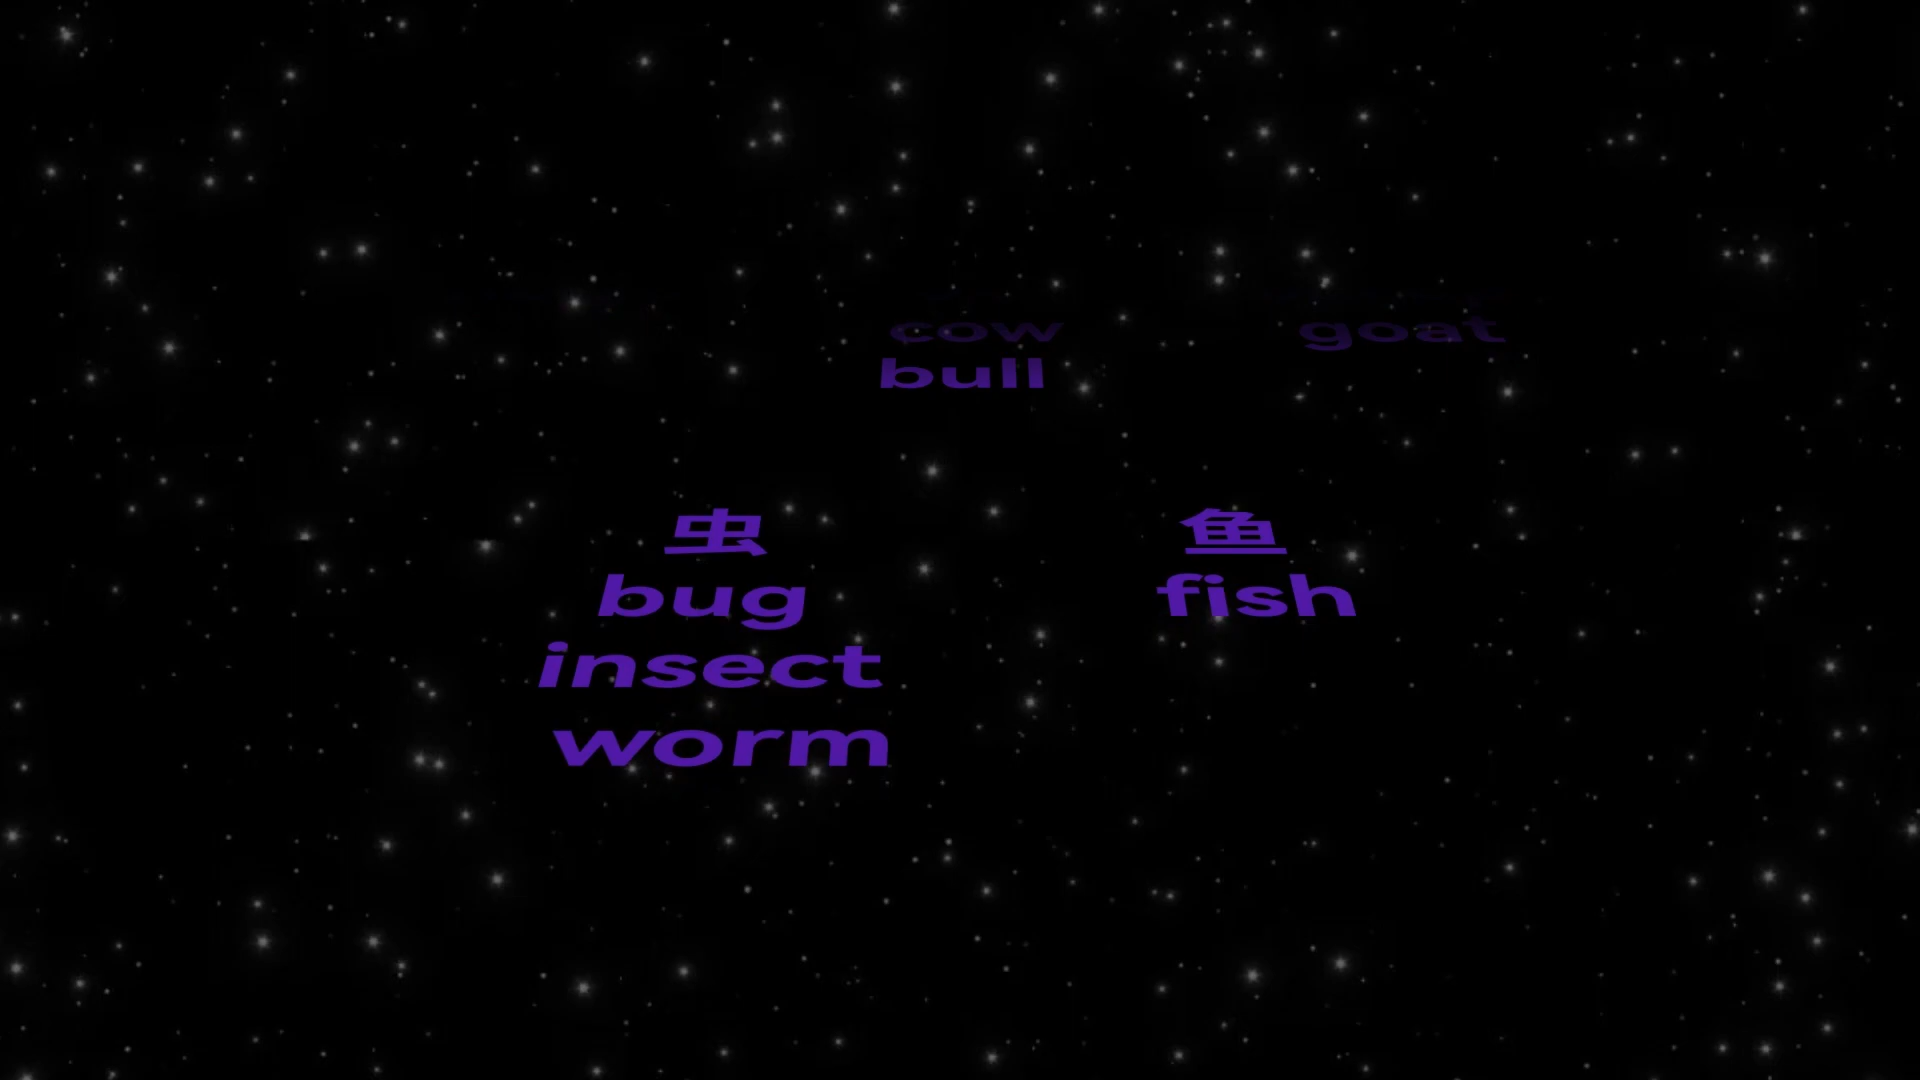 cow
bull
goat
虫
bug
insect
worm
鱼
fish